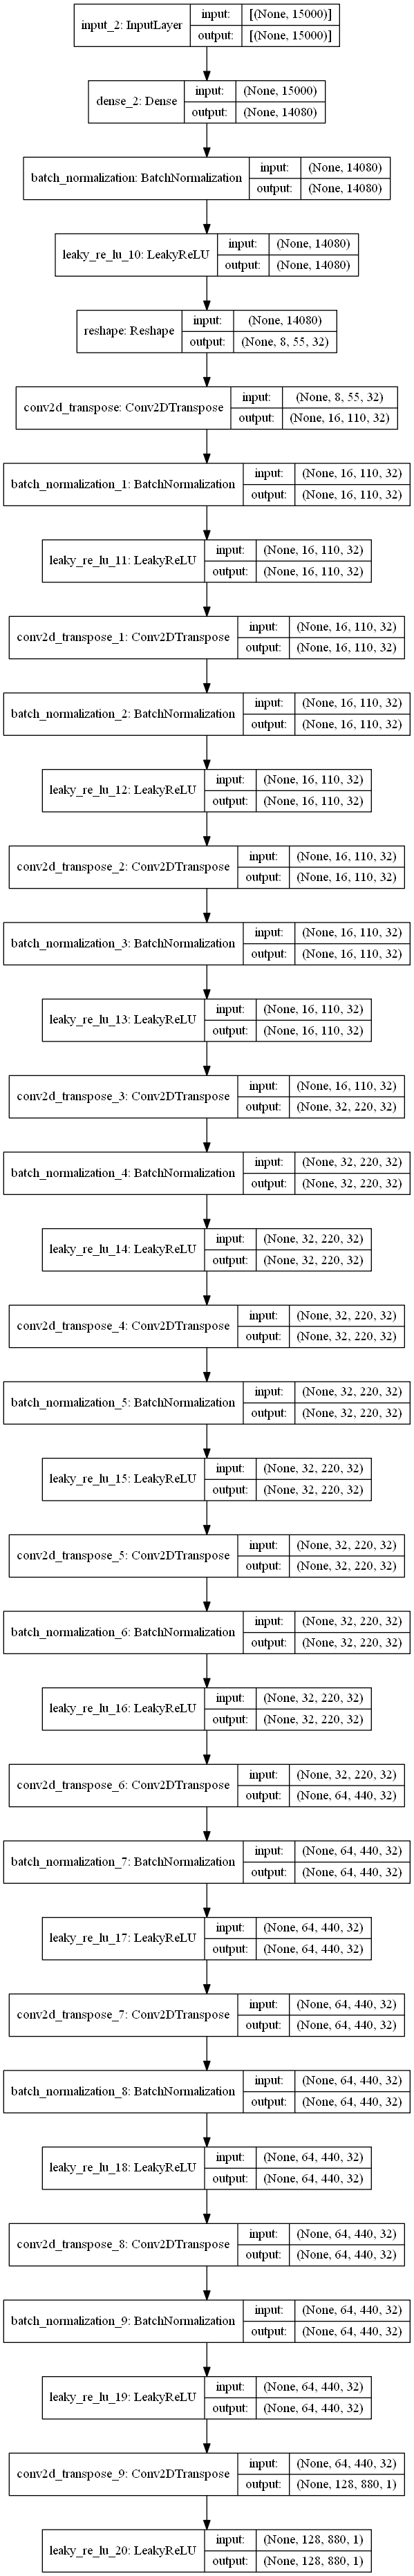 input_2: InputLayer
input: [(None, 15000)]
output: [(None, 15000)]
dense_2: Dense
input: (None, 15000)
output: (None, 14080)
batch_normalization: BatchNormalization
input: (None, 14080)
output: (None, 14080)
leaky_re_lu_10: LeakyReLU
input: (None, 14080)
output: (None, 14080)
reshape: Reshape
input: (None, 14080)
output: (None, 8, 55, 32)
conv2d_transpose: Conv2DTranspose
input: (None, 8, 55, 32)
output: (None, 16, 110, 32)
batch_normalization_1: BatchNormalization
input: (None, 16, 110, 32)
output: (None, 16, 110, 32)
leaky_re_lu_11: LeakyReLU
input: (None, 16, 110, 32)
output: (None, 16, 110, 32)
conv2d_transpose_1: Conv2DTranspose
input: (None, 16, 110, 32)
output: (None, 16, 110, 32)
batch_normalization_2: BatchNormalization
input: (None, 16, 110, 32)
output: (None, 16, 110, 32)
leaky_re_lu_12: LeakyReLU
input: (None, 16, 110, 32)
output: (None, 16, 110, 32)
conv2d_transpose_2: Conv2DTranspose
input: (None, 16, 110, 32)
output: (None, 16, 110, 32)
batch_normalization_3: BatchNormalization
input: (None, 16, 110, 32)
output: (None, 16, 110, 32)
leaky_re_lu_13: LeakyReLU
input: (None, 16, 110, 32)
output: (None, 16, 110, 32)
conv2d_transpose_3: Conv2DTranspose
input: (None, 16, 110, 32)
output: (None, 32, 220, 32)
batch_normalization_4: BatchNormalization
input: (None, 32, 220, 32)
output: (None, 32, 220, 32)
leaky_re_lu_14: LeakyReLU
input: (None, 32, 220, 32)
output: (None, 32, 220, 32)
conv2d_transpose_4: Conv2DTranspose
input: (None, 32, 220, 32)
output: (None, 32, 220, 32)
batch_normalization_5: BatchNormalization
input: (None, 32, 220, 32)
output: (None, 32, 220, 32)
leaky_re_lu_15: LeakyReLU
input: (None, 32, 220, 32)
output: (None, 32, 220, 32)
conv2d_transpose_5: Conv2DTranspose
input: (None, 32, 220, 32)
output: (None, 32, 220, 32)
batch_normalization_6: BatchNormalization
input: (None, 32, 220, 32)
output: (None, 32, 220, 32)
leaky_re_lu_16: LeakyReLU
input: (None, 32, 220, 32)
output: (None, 32, 220, 32)
conv2d_transpose_6: Conv2DTranspose
input: (None, 32, 220, 32)
output: (None, 64, 440, 32)
batch_normalization_7: BatchNormalization
input: (None, 64, 440, 32)
output: (None, 64, 440, 32)
leaky_re_lu_17: LeakyReLU
input: (None, 64, 440, 32)
output: (None, 64, 440, 32)
conv2d_transpose_7: Conv2DTranspose
input: (None, 64, 440, 32)
output: (None, 64, 440, 32)
batch_normalization_8: BatchNormalization
input: (None, 64, 440, 32)
output: (None, 64, 440, 32)
leaky_re_lu_18: LeakyReLU
input: (None, 64, 440, 32)
output: (None, 64, 440, 32)
conv2d_transpose_8: Conv2DTranspose
input: (None, 64, 440, 32)
output: (None, 64, 440, 32)
batch_normalization_9: BatchNormalization
input: (None, 64, 440, 32)
output: (None, 64, 440, 32)
leaky_re_lu_19: LeakyReLU
input: (None, 64, 440, 32)
output: (None, 64, 440, 32)
conv2d_transpose_9: Conv2DTranspose
input: (None, 64, 440, 32)
output: (None, 128, 880, 1)
leaky_re_lu_20: LeakyReLU
input: (None, 128, 880, 1)
output: (None, 128, 880, 1)